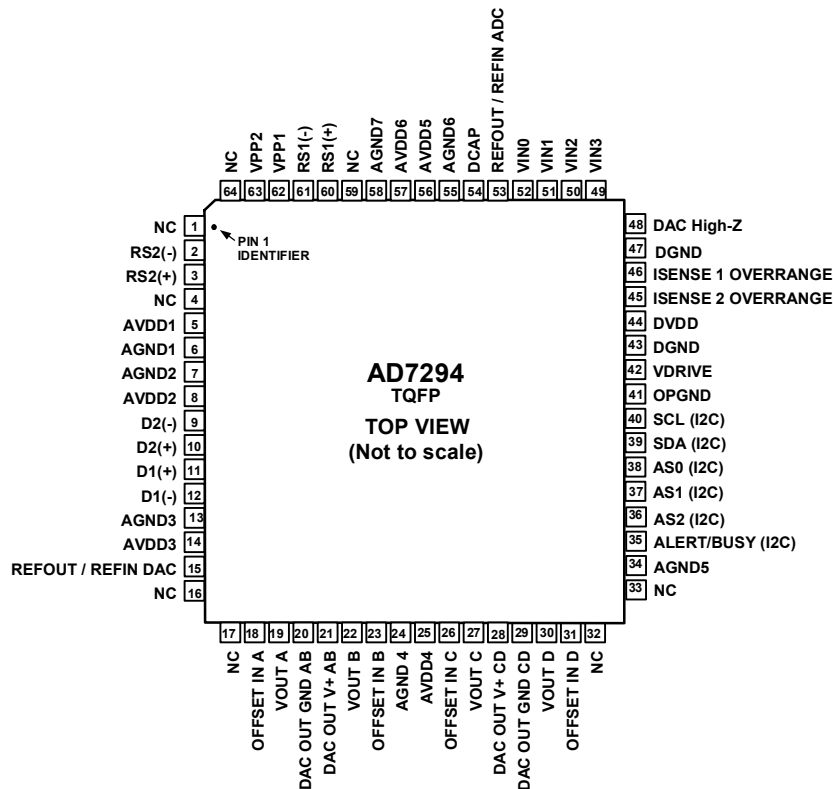 NC
VPP2
VPP1
RS1(-)
RS1(+)
NC
AGND7
AVDD6
AVDD5
AGND6
DCAP
REFOUT / REFIN ADC
VIN0
VIN1
VIN2
VIN3
64 63 62 61 60 59 58 57 56 55 54 53 52 51 50 49
NC 1
RS2(-) 2
RS2(+) 3
NC 4
AVDD1 5
AGND1 6
AGND2 7
AVDD2 8
D2(-) 9
D2(+) 10
D1(+) 11
D1(-) 12
AGND3 13
AVDD3 14
REFOUT / REFIN DAC 15
NC 16
PIN 1
IDENTIFIER
AD7294
TQFP
TOP VIEW
(Not to scale)
48 DAC High-Z
47 DGND
46 ISENSE 1 OVERRANGE
45 ISENSE 2 OVERRANGE
44 DVDD
43 DGND
42 VDRIVE
41 OPGND
40 SCL (I2C)
39 SDA (I2C)
38 AS0 (I2C)
37 AS1 (I2C)
36 AS2 (I2C)
35 ALERT/BUSY (I2C)
34 AGND5
33 NC
17 18 19 20 21 22 23 24 25 26 27 28 29 30 31 32
NC
OFFSET IN A
VOUT A
DAC OUT GND AB
DAC OUT V+ AB
VOUT B
OFFSET IN B
AGND 4
AVDD4
OFFSET IN C
VOUT C
DAC OUT V+ CD
DAC OUT GND CD
VOUT D
OFFSET IN D
NC